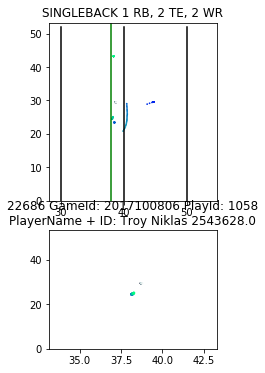 SINGLEBACK 1 RB, 2 TE, 2 WR
50
40
30
20
10
0
30 40 50
22686 GameId: 2017100806 PlayId: 1058
PlayerName + ID: Troy Niklas 2543628.0
40
20
0
35.0 37.5 40.0 42.5